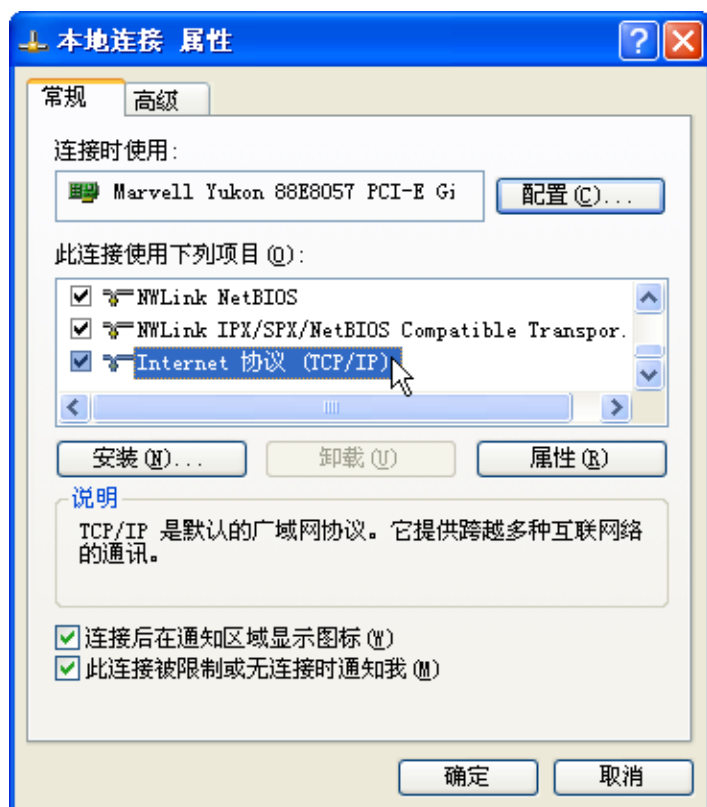 本地连接 属性
常规
高级
连接时使用:
Marvell Yukon 88E8057 PCI-E Gi
配置(C)...
此连接使用下列项目(O):
NWLink NetBIOS
NWLink IPX/SPX/NetBIOS Compatible Transpor.
Internet 协议 (TCP/IP)
安装(N)...
卸载(U)
属性(R)
说明
TCP/IP 是默认的广域网协议。它提供跨越多种互联网络
的通讯。
连接后在通知区域显示图标(W)
此连接被限制或无连接时通知我(M)
确定
取消